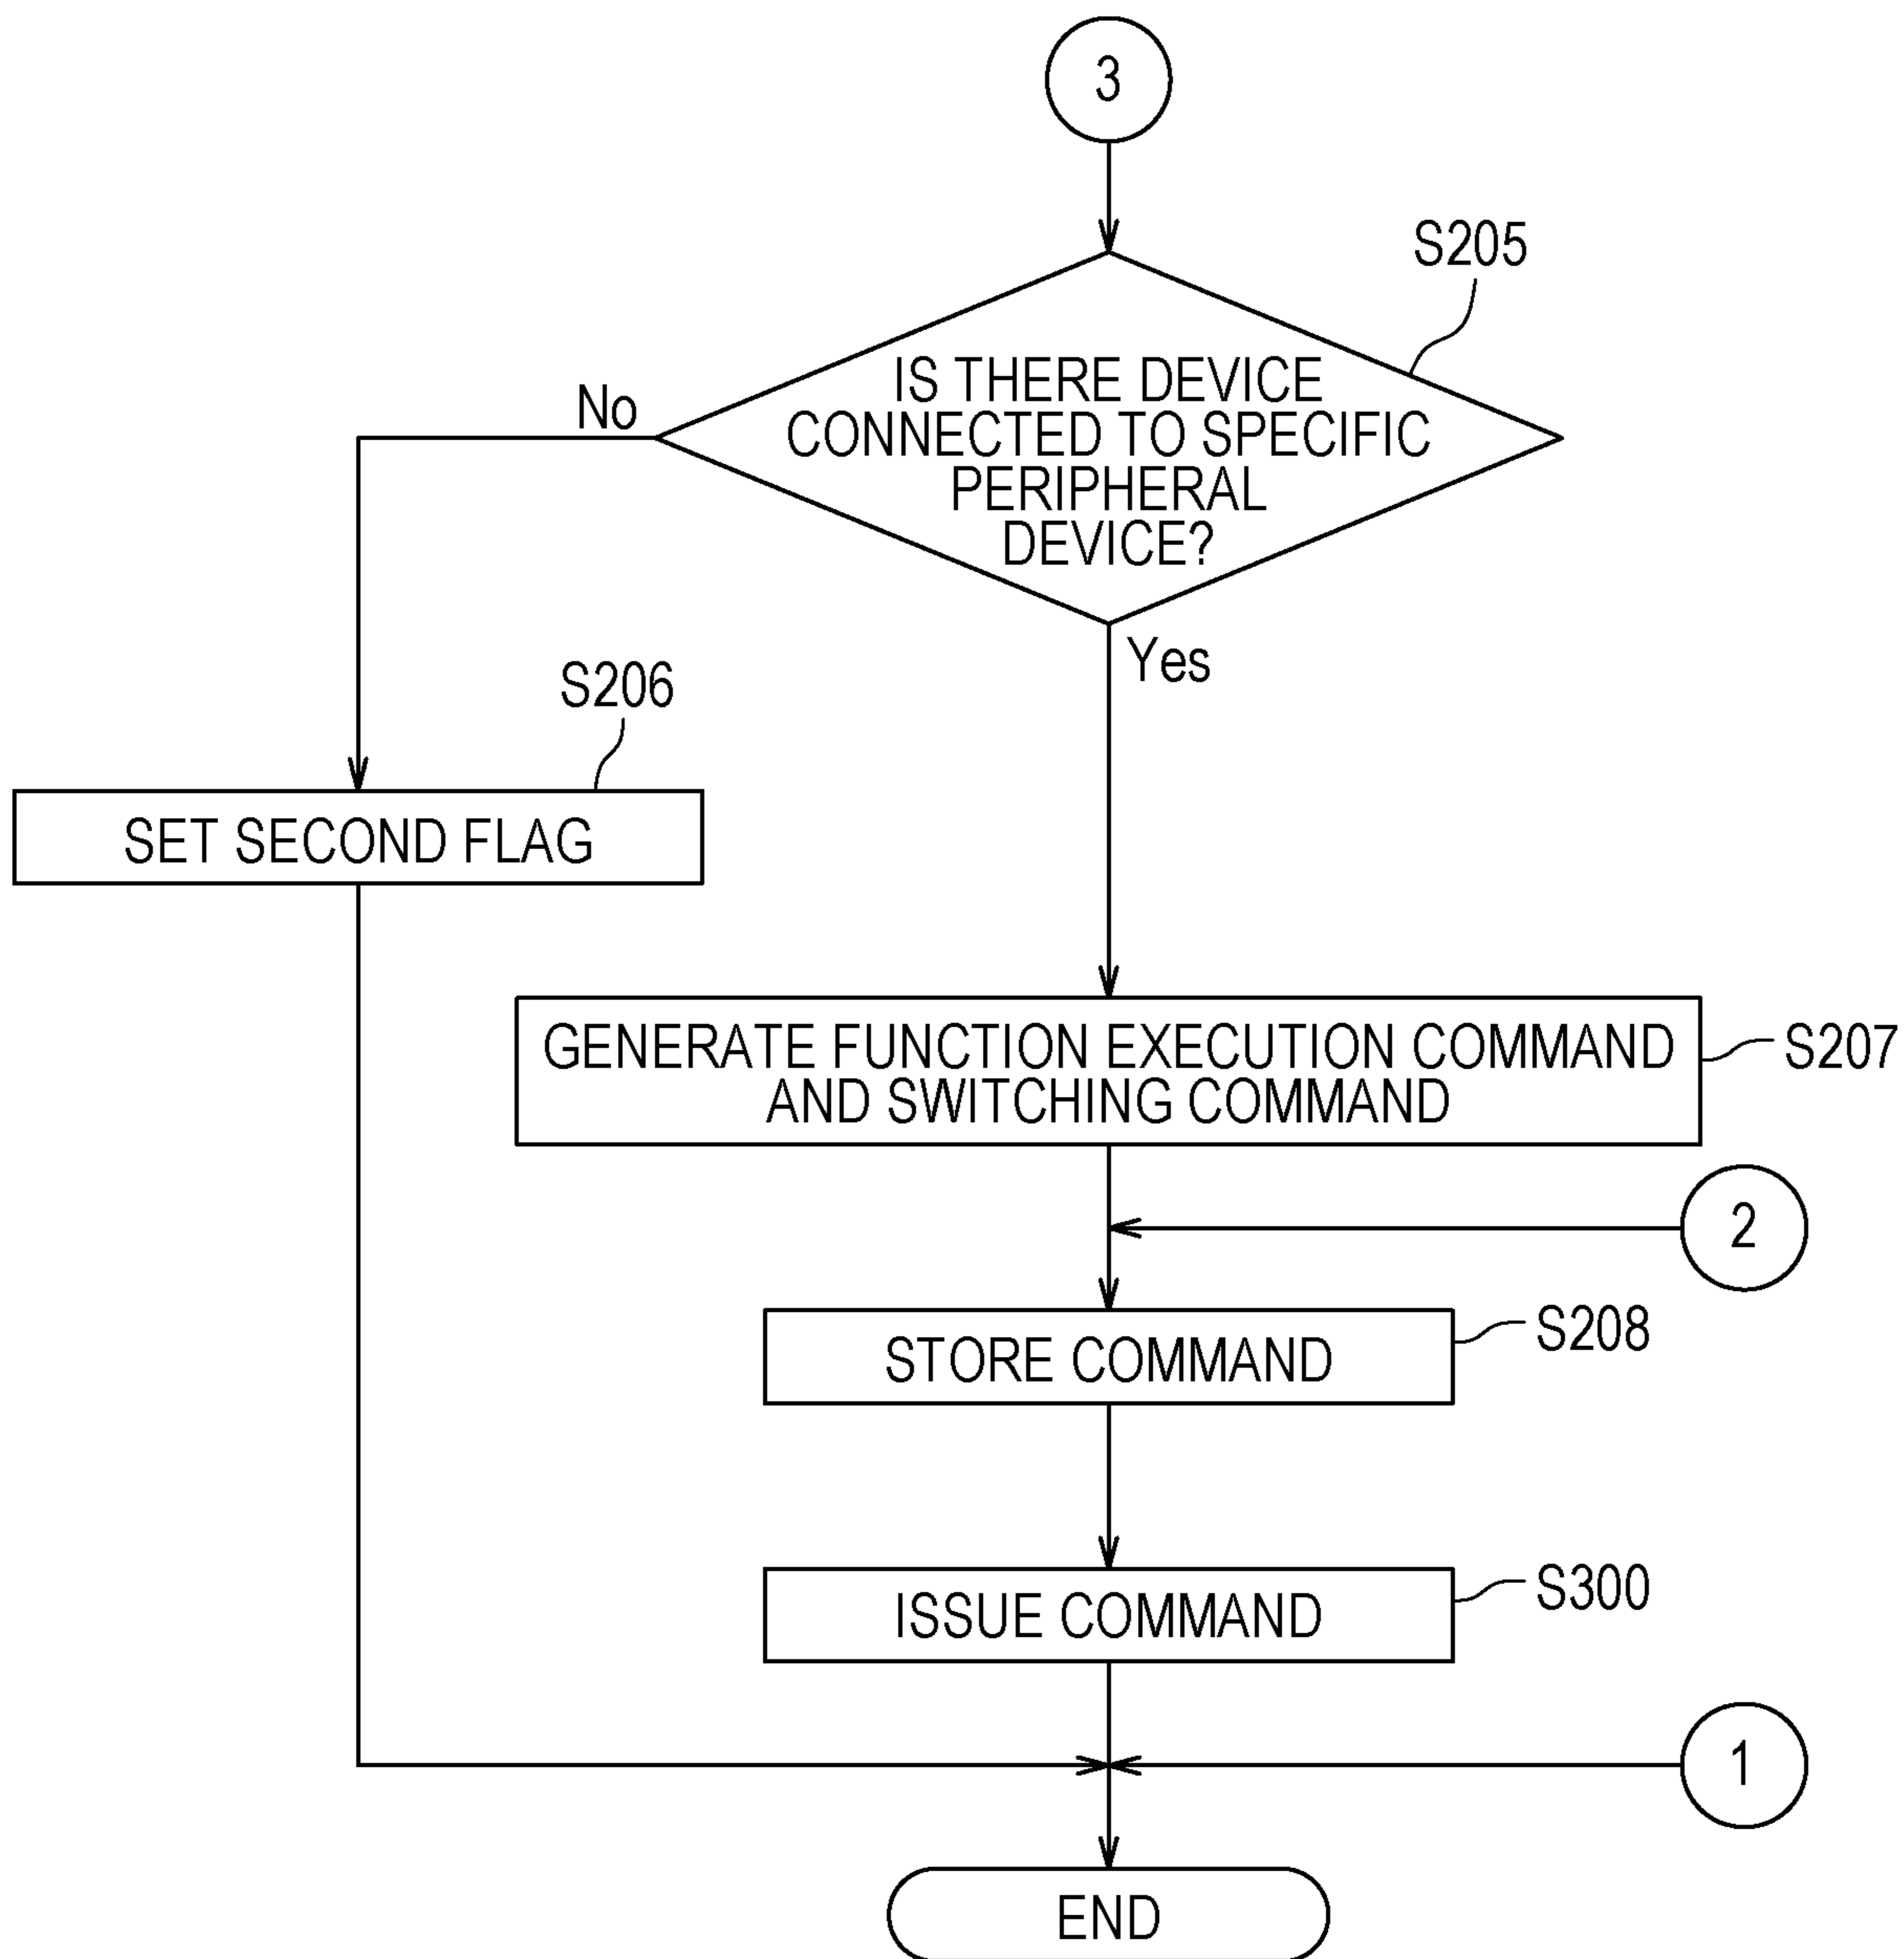 3
S205
IS THERE DEVICE
CONNECTED TO SPECIFIC
PERIPHERAL
DEVICE?
No
Yes
S206
SET SECOND FLAG
GENERATE FUNCTION EXECUTION COMMAND
AND SWITCHING COMMAND
S207
2
STORE COMMAND
S208
ISSUE COMMAND
S300
1
END